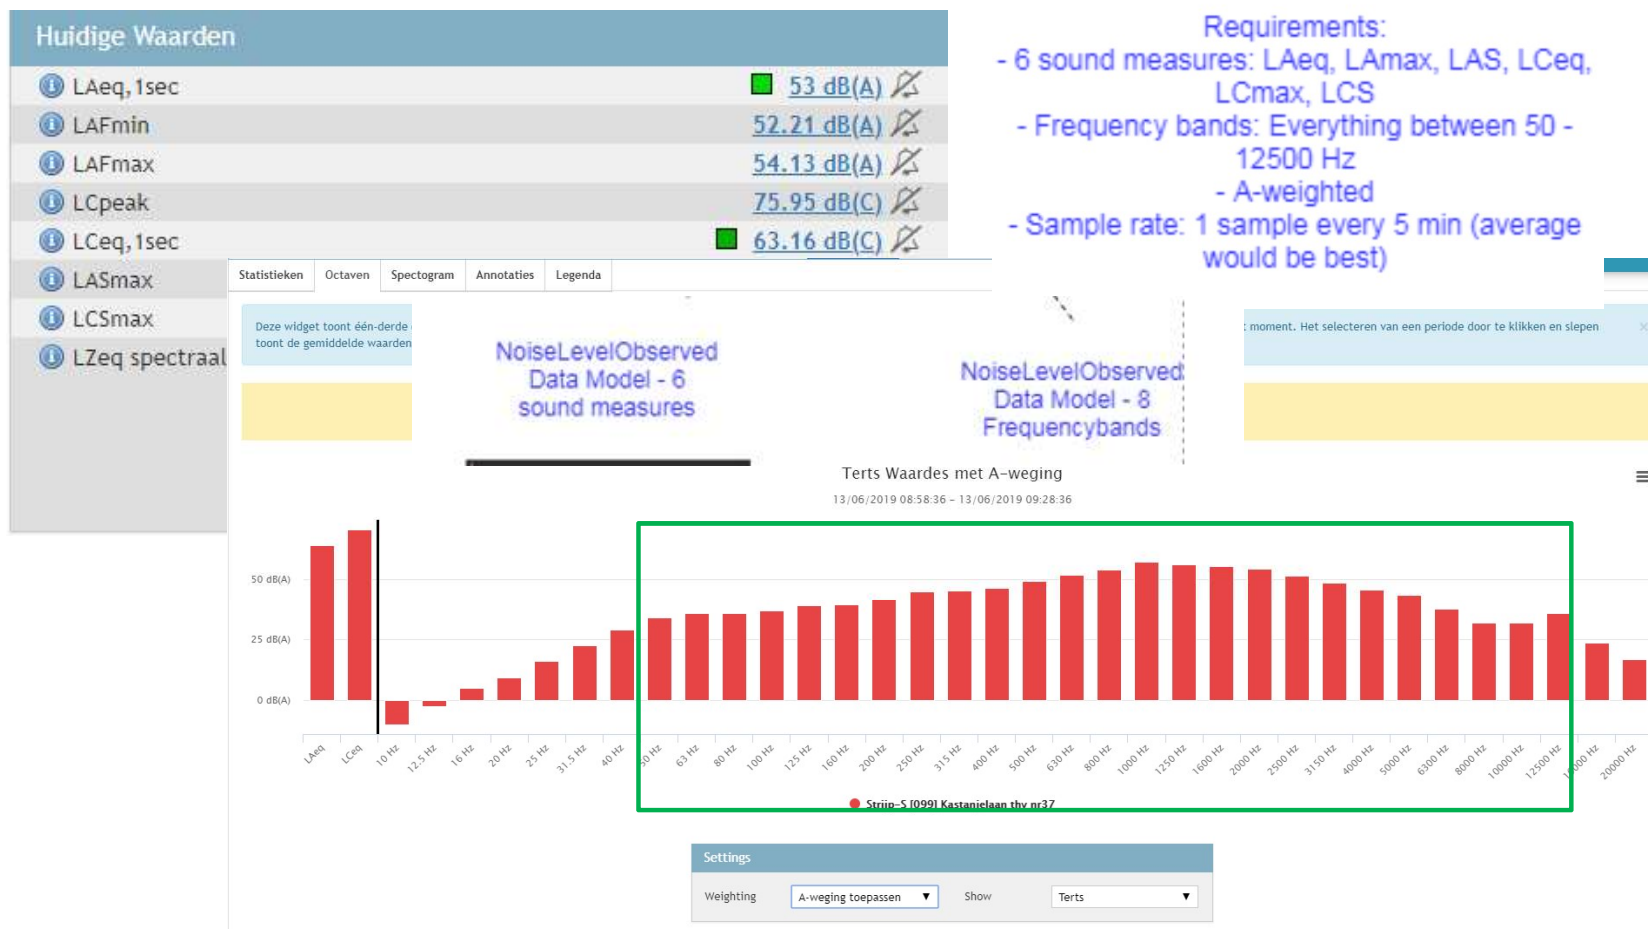 Huidige Waarden
LAeq,1sec 53 dB(A)
LAFmin 52.21 dB(A)
LAFmax 54.13 dB(A)
LCpeak 75.95 dB(C)
LCeq,1sec 63.16 dB(C)
LASmax
LCSmax
LZeq spectraal
Requirements:
- 6 sound measures: LAeq, LAmax, LAS, LCeq,
LCmax, LCS
- Frequency bands: Everything between 50 -
12500 Hz
- A-weighted
- Sample rate: 1 sample every 5 min (average
would be best)
Statistieken Octaven Spectogram Annotaties Legenda
Deze widget toont één-derde
toont de gemiddelde waarden
moment. Het selecteren van een periode door te klikken en slepen
NoiseLevelObserved
Data Model - 6
sound measures
NoiseLevelObserved
Data Model - 8
Frequencybands
Terts Waardes met A-weging
13/06/2019 08:58:36 - 13/06/2019 09:28:36
50 dB(A)
25 dB(A)
0 dB(A)
LAeq LCeq 10 Hz 12.5 Hz 16 Hz 20 Hz 25 Hz 31.5 Hz 40 Hz 50 Hz 63 Hz 80 Hz 100 Hz 125 Hz 160 Hz 200 Hz 250 Hz 315 Hz 400 Hz 500 Hz 630 Hz 800 Hz 1000 Hz 1250 Hz 1600 Hz 2000 Hz 2500 Hz 3150 Hz 4000 Hz 5000 Hz 6300 Hz 8000 Hz 10000 Hz 12500 Hz 20000 Hz
Strijp-S [099] Kastanjelaan thv nr37
Settings
Weighting A-weging toepassen Show Terts